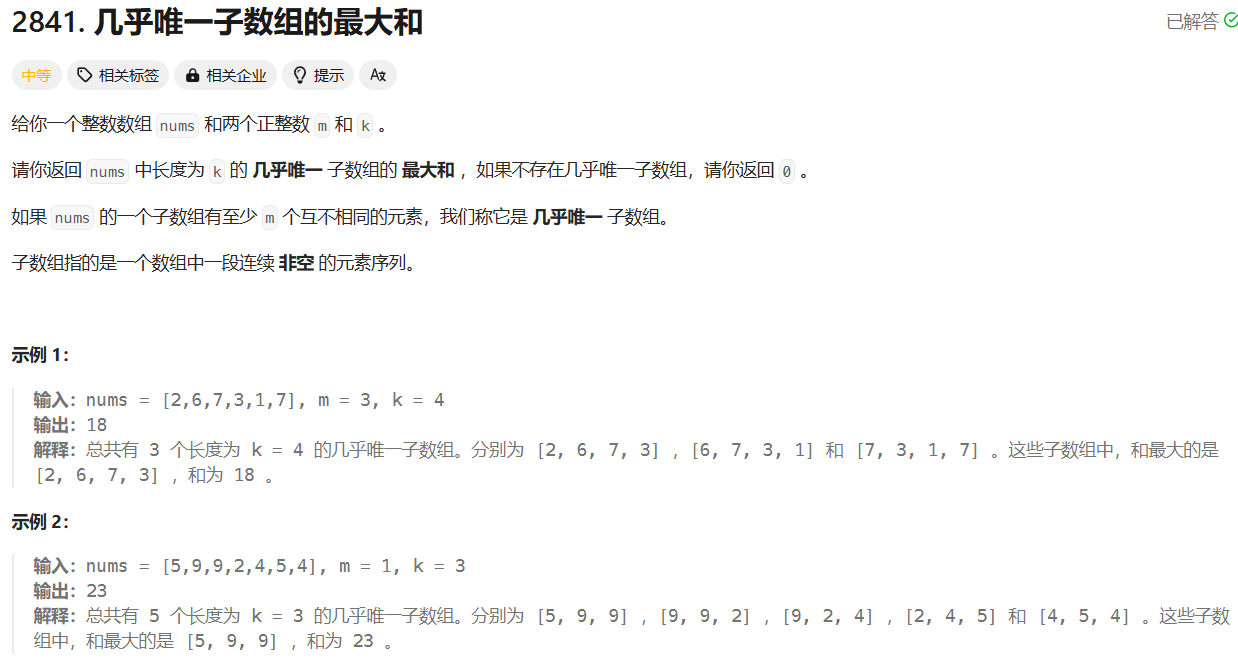 2841. 几乎唯一子数组的最大和
已解答
中等 相关标签 相关企业 提示 A文
给你一个整数数组 nums 和两个正整数 m 和 k 。
请你返回 nums 中长度为 k 的 几乎唯一 子数组的 最大和 ，如果不存在几乎唯一子数组，请你返回 0 。
如果 nums 的一个子数组有至少 m 个互不相同的元素，我们称它是 几乎唯一 子数组。
子数组指的是一个数组中一段连续 非空 的元素序列。
示例 1：
输入：nums = [2,6,7,3,1,7], m = 3, k = 4
输出：18
解释：总共有 3 个长度为 k = 4 的几乎唯一子数组。分别为 [2, 6, 7, 3] ，[6, 7, 3, 1] 和 [7, 3, 1, 7] 。这些子数组中，和最大的是
[2, 6, 7, 3] ，和为 18 。
示例 2：
输入：nums = [5,9,9,2,4,5,4], m = 1, k = 3
输出：23
解释：总共有 5 个长度为 k = 3 的几乎唯一子数组。分别为 [5, 9, 9] ，[9, 9, 2] ，[9, 2, 4] ，[2, 4, 5] 和 [4, 5, 4] 。这些子数
组中，和最大的是 [5, 9, 9] ，和为 23 。